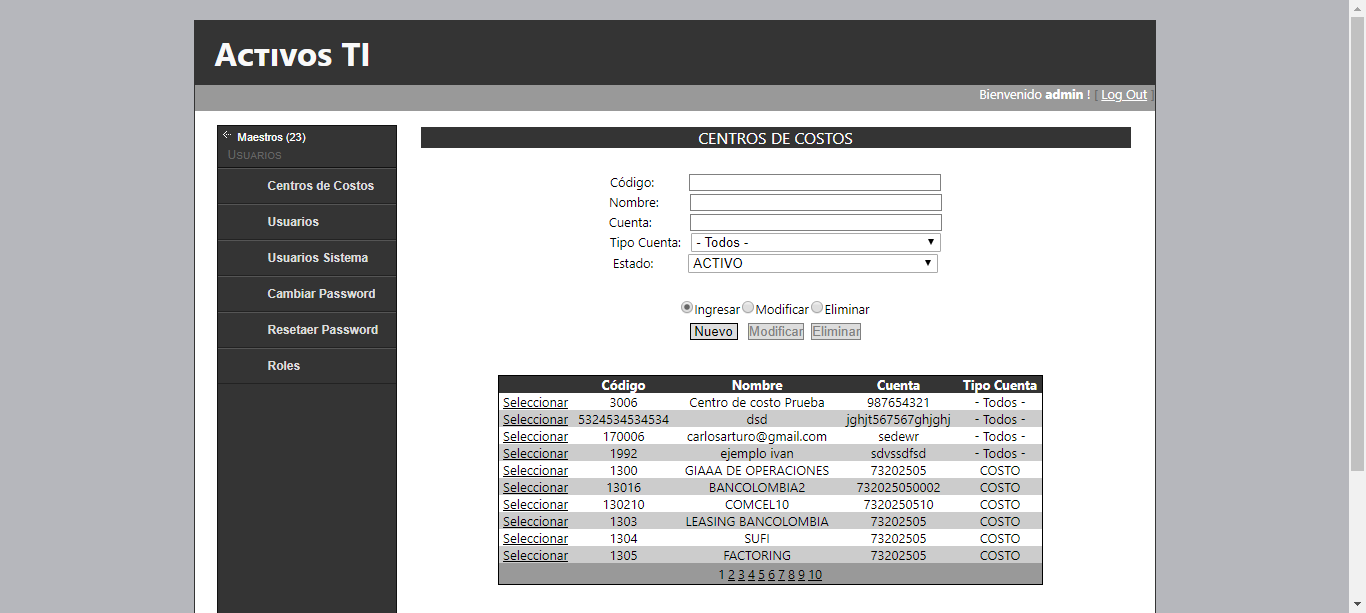 Activos TI
Bienvenido admin ! [ Log Out ]
Maestros (23)
Usuarios
Centros de Costos
Usuarios
Usuarios Sistema
Cambiar Password
Resetaer Password
Roles
CENTROS DE COSTOS
Código:
Nombre:
Cuenta:
Tipo Cuenta: - Todos -
Estado: ACTIVO
Ingresar Modificar Eliminar
Nuevo Modificar Eliminar
Código Nombre Cuenta Tipo Cuenta
Seleccionar 3006 Centro de costo Prueba 987654321 - Todos -
Seleccionar 5324534534534 dsd jghjt567567ghjghj - Todos -
Seleccionar 170006 carlosarturo@gmail.com sedewr - Todos -
Seleccionar 1992 ejemplo ivan sdvssdfsd - Todos -
Seleccionar 1300 GIAAA DE OPERACIONES 73202505 COSTO
Seleccionar 13016 BANCOLOMBIA2 732025050002 COSTO
Seleccionar 130210 COMCEL10 7320250510 COSTO
Seleccionar 1303 LEASING BANCOLOMBIA 73202505 COSTO
Seleccionar 1304 SUFI 73202505 COSTO
Seleccionar 1305 FACTORING 73202505 COSTO
1 2 3 4 5 6 7 8 9 10